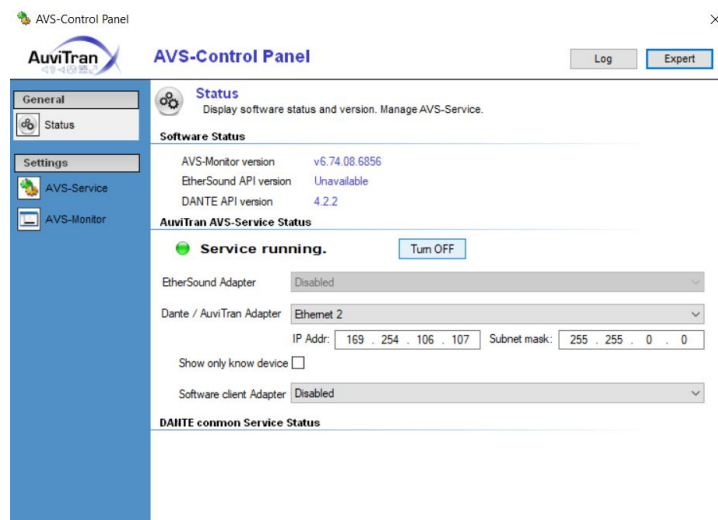 AVS-Control Panel
AuviTran
AVS-Control Panel
Log
Expert
General
Status
Settings
AVS-Service
AVS-Monitor
Status
Display software status and version. Manage AVS-Service.
Software Status
AVS-Monitor version v6.74.08.6856
EtherSound API version Unavailable
DANTE API version 4.2.2
AuviTran AVS-Service Status
Service running. Turn OFF
EtherSound Adapter Disabled
Dante / AuviTran Adapter Ethernet 2
IP Addr: 169 . 254 . 106 . 107 Subnet mask: 255 . 255 . 0 . 0
Show only know device
Software client Adapter Disabled
DANTE conmon Service Status